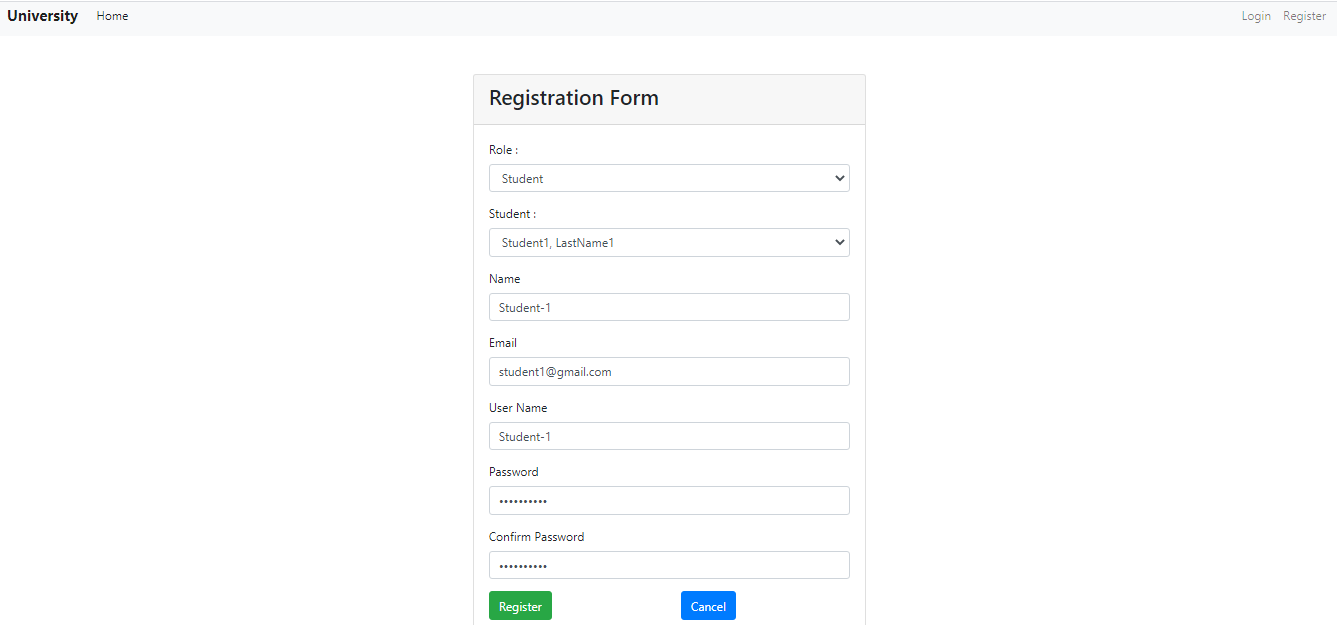 University Home Login Register
Registration Form
Role :
Student
Student :
Student1, LastName1
Name
Student-1
Email
student1@gmail.com
User Name
Student-1
Password
••••••••••
Confirm Password
••••••••••
Register Cancel